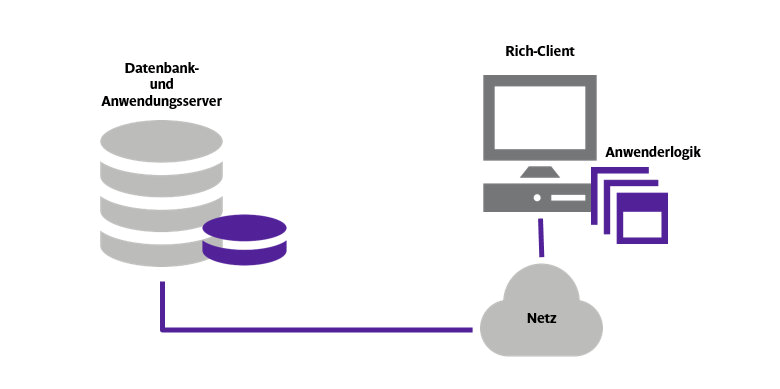 Rich-Client
Datenbank-
und
Anwendungsserver
Anwenderlogik
Netz